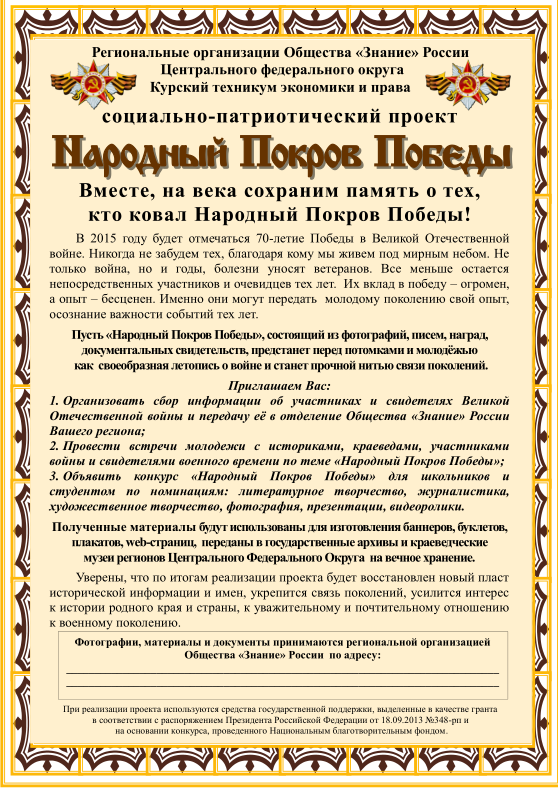 Региональные организации Общества «Знание» России
Центрального федерального округа
Курский техникум экономики и права
социально-патриотический проект
Народный Покров Победы
Вместе, на века сохраним память о тех,
кто ковал Народный Покров Победы!
В 2015 году будет отмечаться 70-летие Победы в Великой Отечественной
войне. Никогда не забудем тех, благодаря кому мы живем под мирным небом. Не
только война, но и годы, болезни уносят ветеранов. Все меньше остается
непосредственных участников и очевидцев тех лет. Их вклад в победу – огромен,
а опыт – бесценен. Именно они могут передать молодому поколению свой опыт,
осознание важности событий тех лет.
Пусть «Народный Покров Победы», состоящий из фотографий, писем, наград,
документальных свидетельств, предстанет перед потомками и молодёжью
как своеобразная летопись о войне и станет прочной нитью связи поколений.
Приглашаем Вас:
1. Организовать сбор информации об участниках и свидетелях Великой
Отечественной войны и передачу её в отделение Общества «Знание» России
Вашего региона;
2. Провести встречи молодежи с историками, краеведами, участниками
войны и свидетелями военного времени по теме «Народный Покров Победы»;
3. Объявить конкурс «Народный Покров Победы» для школьников и
студентом по номинациям: литературное творчество, журналистика,
художественное творчество, фотография, презентации, видеоролики.
Полученные материалы будут использованы для изготовления баннеров, буклетов,
плакатов, web-страниц, переданы в государственные архивы и краеведческие
музеи регионов Центрального Федерального Округа на вечное хранение.
Уверены, что по итогам реализации проекта будет восстановлен новый пласт
исторической информации и имен, укрепится связь поколений, усилится интерес
к истории родного края и страны, к уважительному и почтительному отношению
к военному поколению.
Фотографии, материалы и документы принимаются региональной организацией
Общества «Знание» России по адресу:
При реализации проекта используются средства государственной поддержки, выделенные в качестве гранта
в соответствии с распоряжением Президента Российской Федерации от 18.09.2013 №348-рп и
на основании конкурса, проведенного Национальным благотворительным фондом.